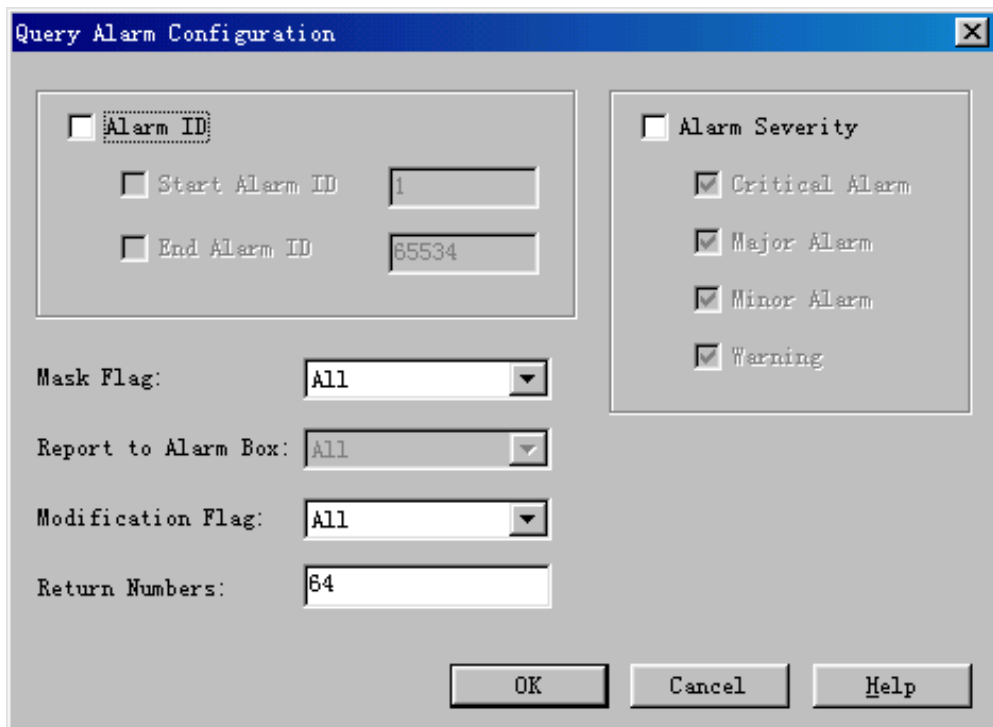 Query Alarm Configuration
Alarm ID
Start Alarm ID 1
End Alarm ID 65534
Alarm Severity
Critical Alarm
Major Alarm
Minor Alarm
Warning
Mask Flag: All
Report to Alarm Box: All
Modification Flag: All
Return Numbers: 64
OK Cancel Help